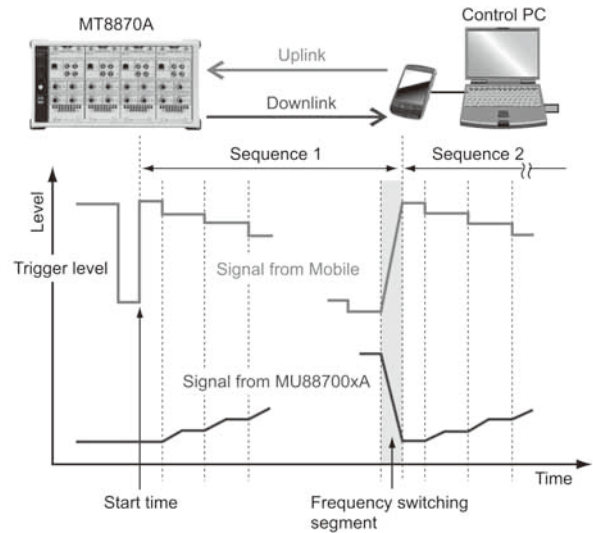 MT8870A
Control PC
Uplink
Downlink
Sequence 1
Sequence 2
Level
Trigger level
Signal from Mobile
Signal from MU88700xA
Time
Start time
Frequency switching
segment